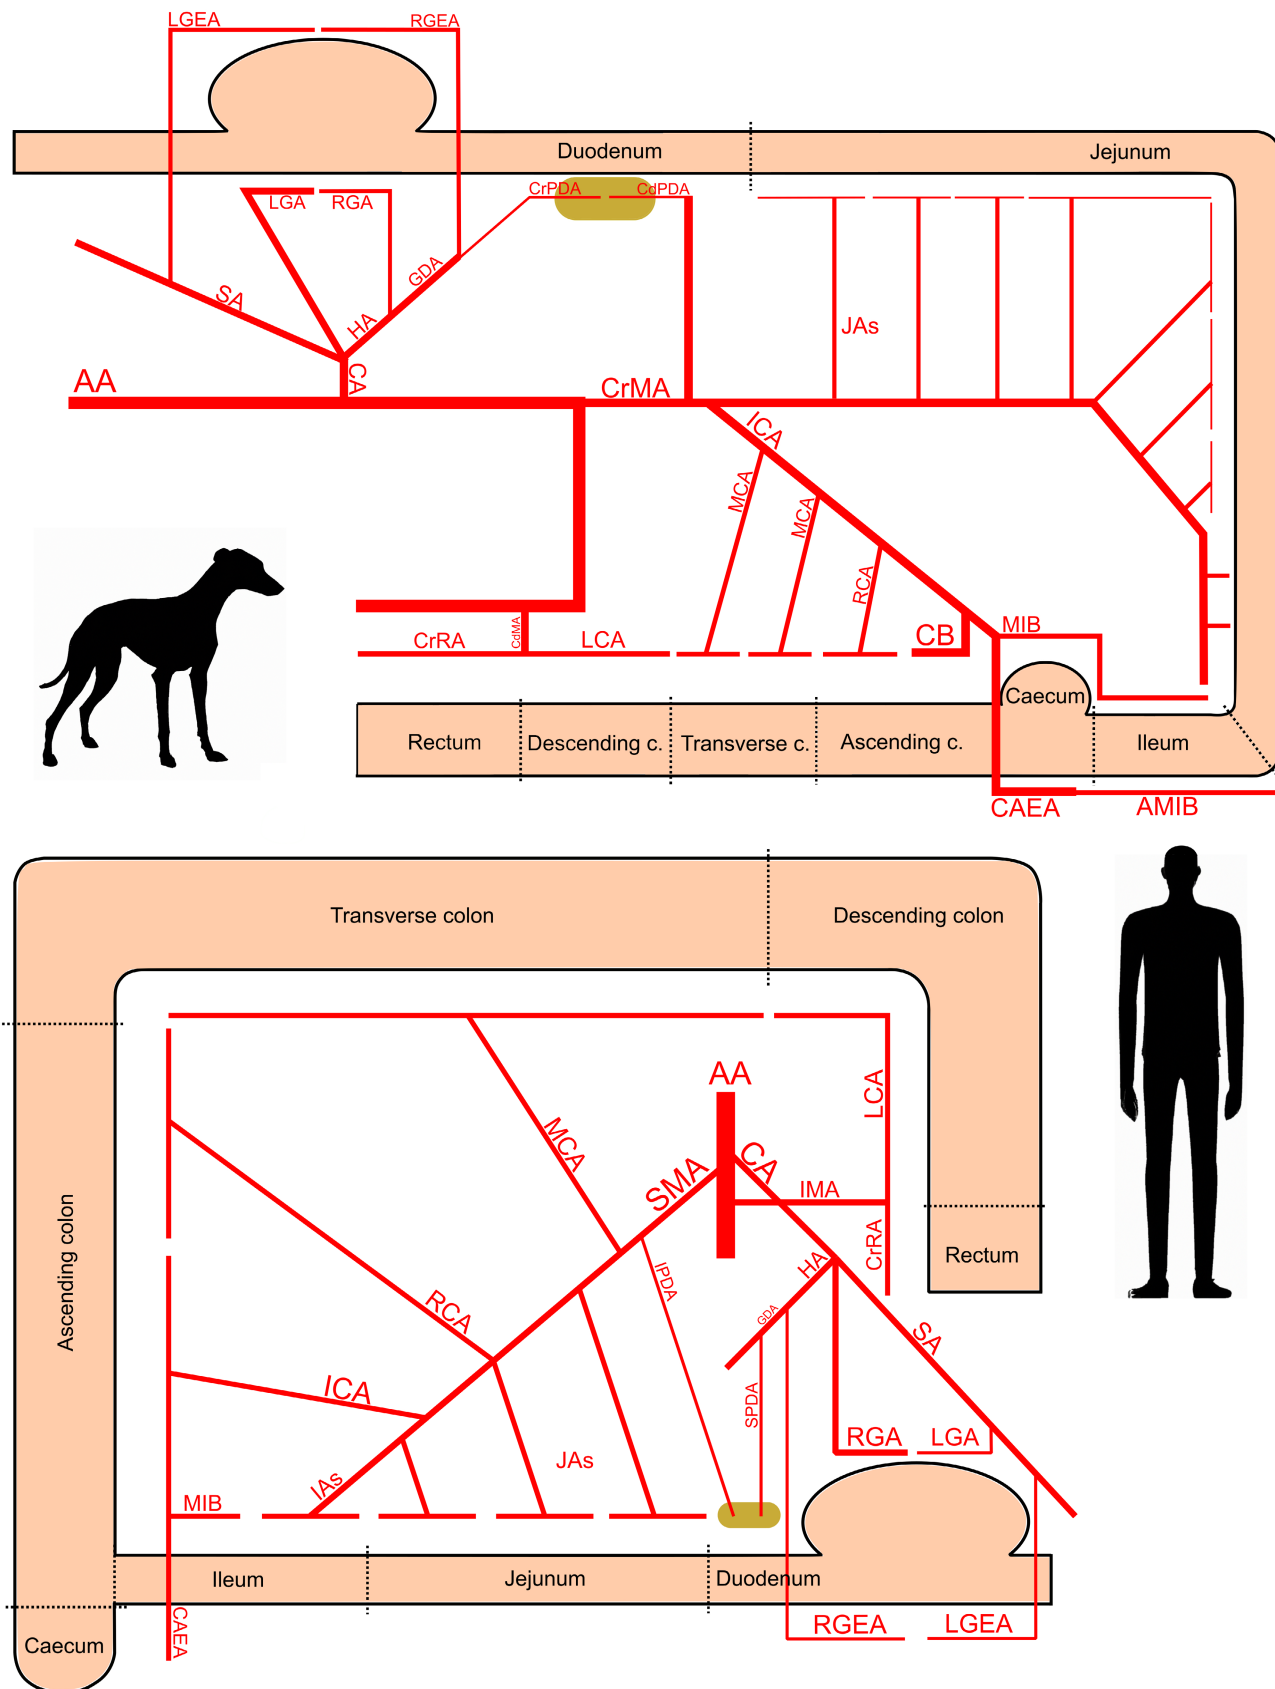 LGEA
RGEA
Duodenum
Jejunum
CrPDA
CdPDA
LGA
RGA
GDA
SA
HA
JAs
CA
AA
CrMA
ICA
MCA
MCA
RCA
CB
MIB
CrRA
CdMA
LCA
Caecum
Rectum
Descending c.
Transverse c.
Ascending c.
Ileum
CAEA
AMIB
Transverse colon
Descending colon
AA
LCA
MCA
CA
SMA
IMA
Ascending colon
CrRA
Rectum
HA
IPDA
RCA
GDA
SA
ICA
SPDA
RGA
LGA
JAs
IAs
MIB
Ileum
Jejunum
Duodenum
CAEA
RGEA
LGEA
Caecum